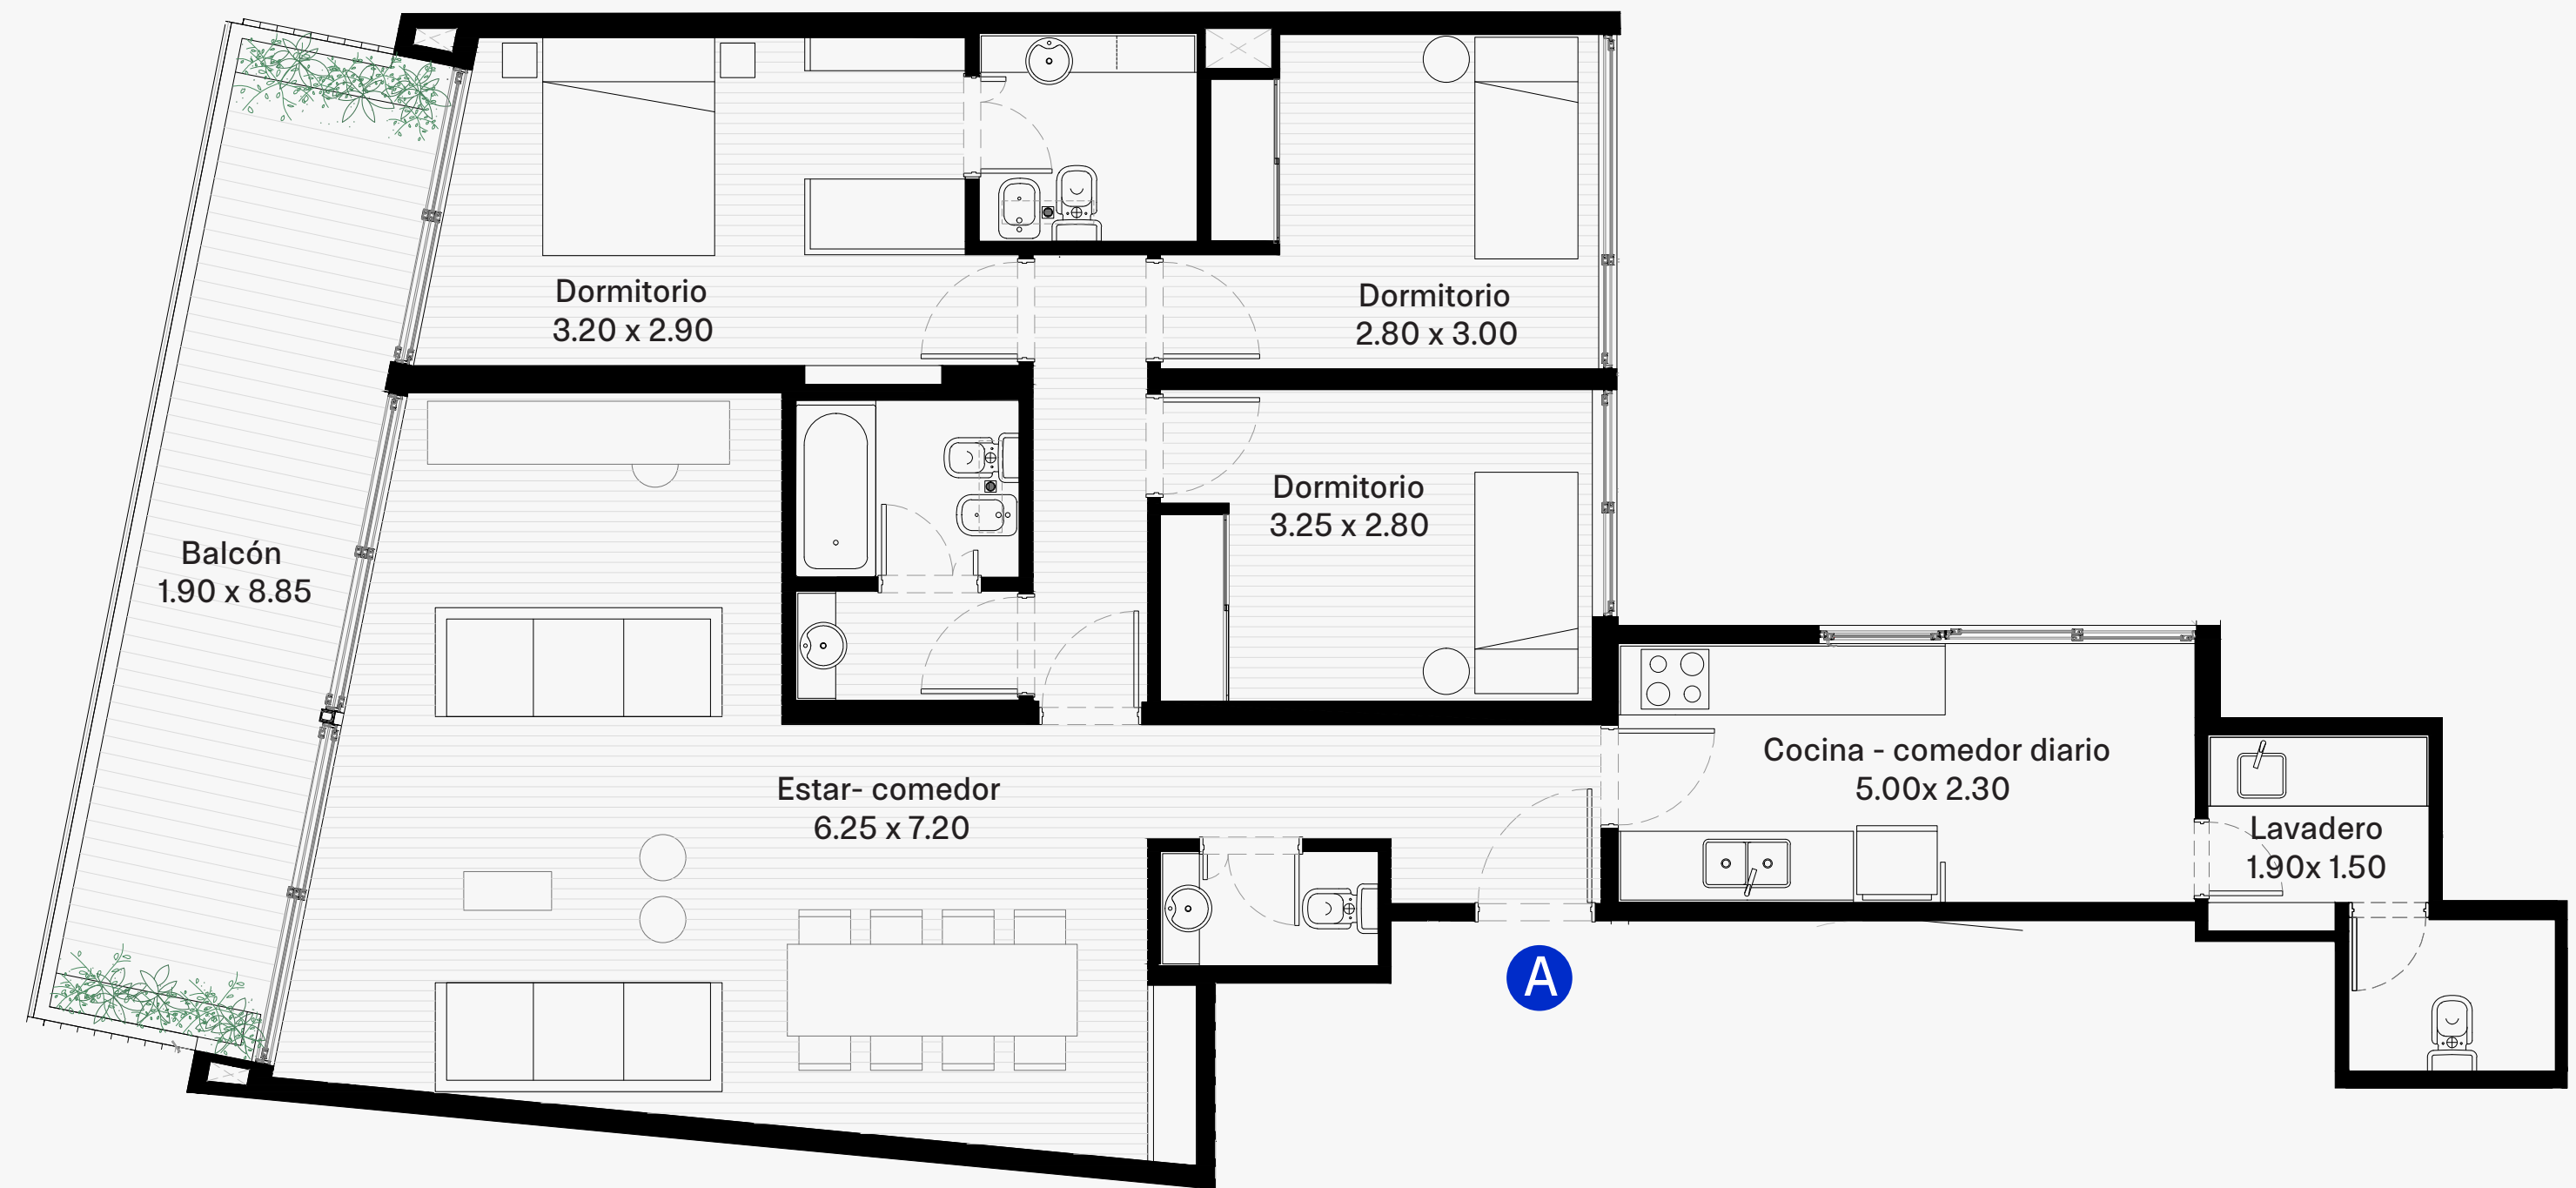 Dormitorio
3.20 x 2.90
Dormitorio
2.80 x 3.00
Dormitorio
3.25 x 2.80
Balcón
1.90 x 8.85
Estar- comedor
6.25 x 7.20
Cocina - comedor diario
5.00x 2.30
Lavadero
1.90x 1.50
A